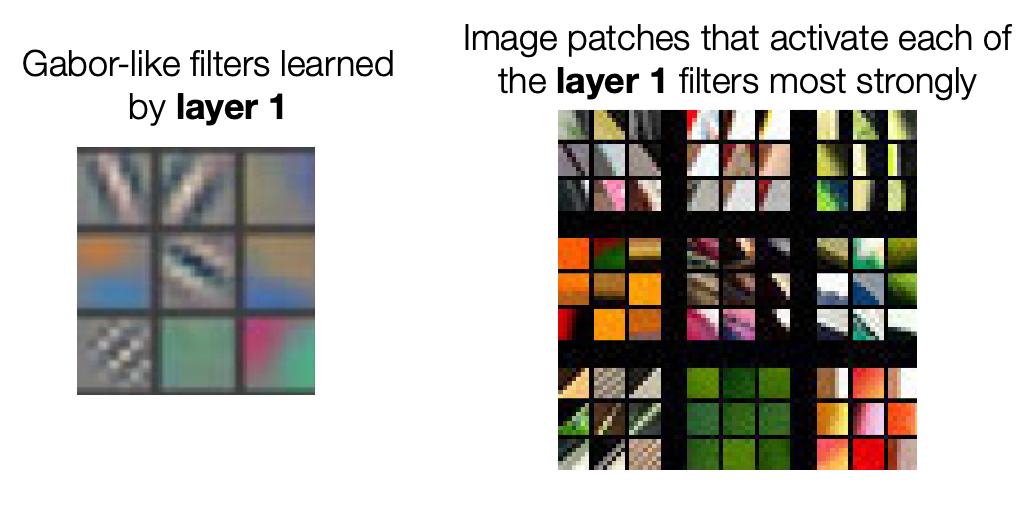 Gabor-like filters learned
by layer 1
Image patches that activate each of
the layer 1 filters most strongly